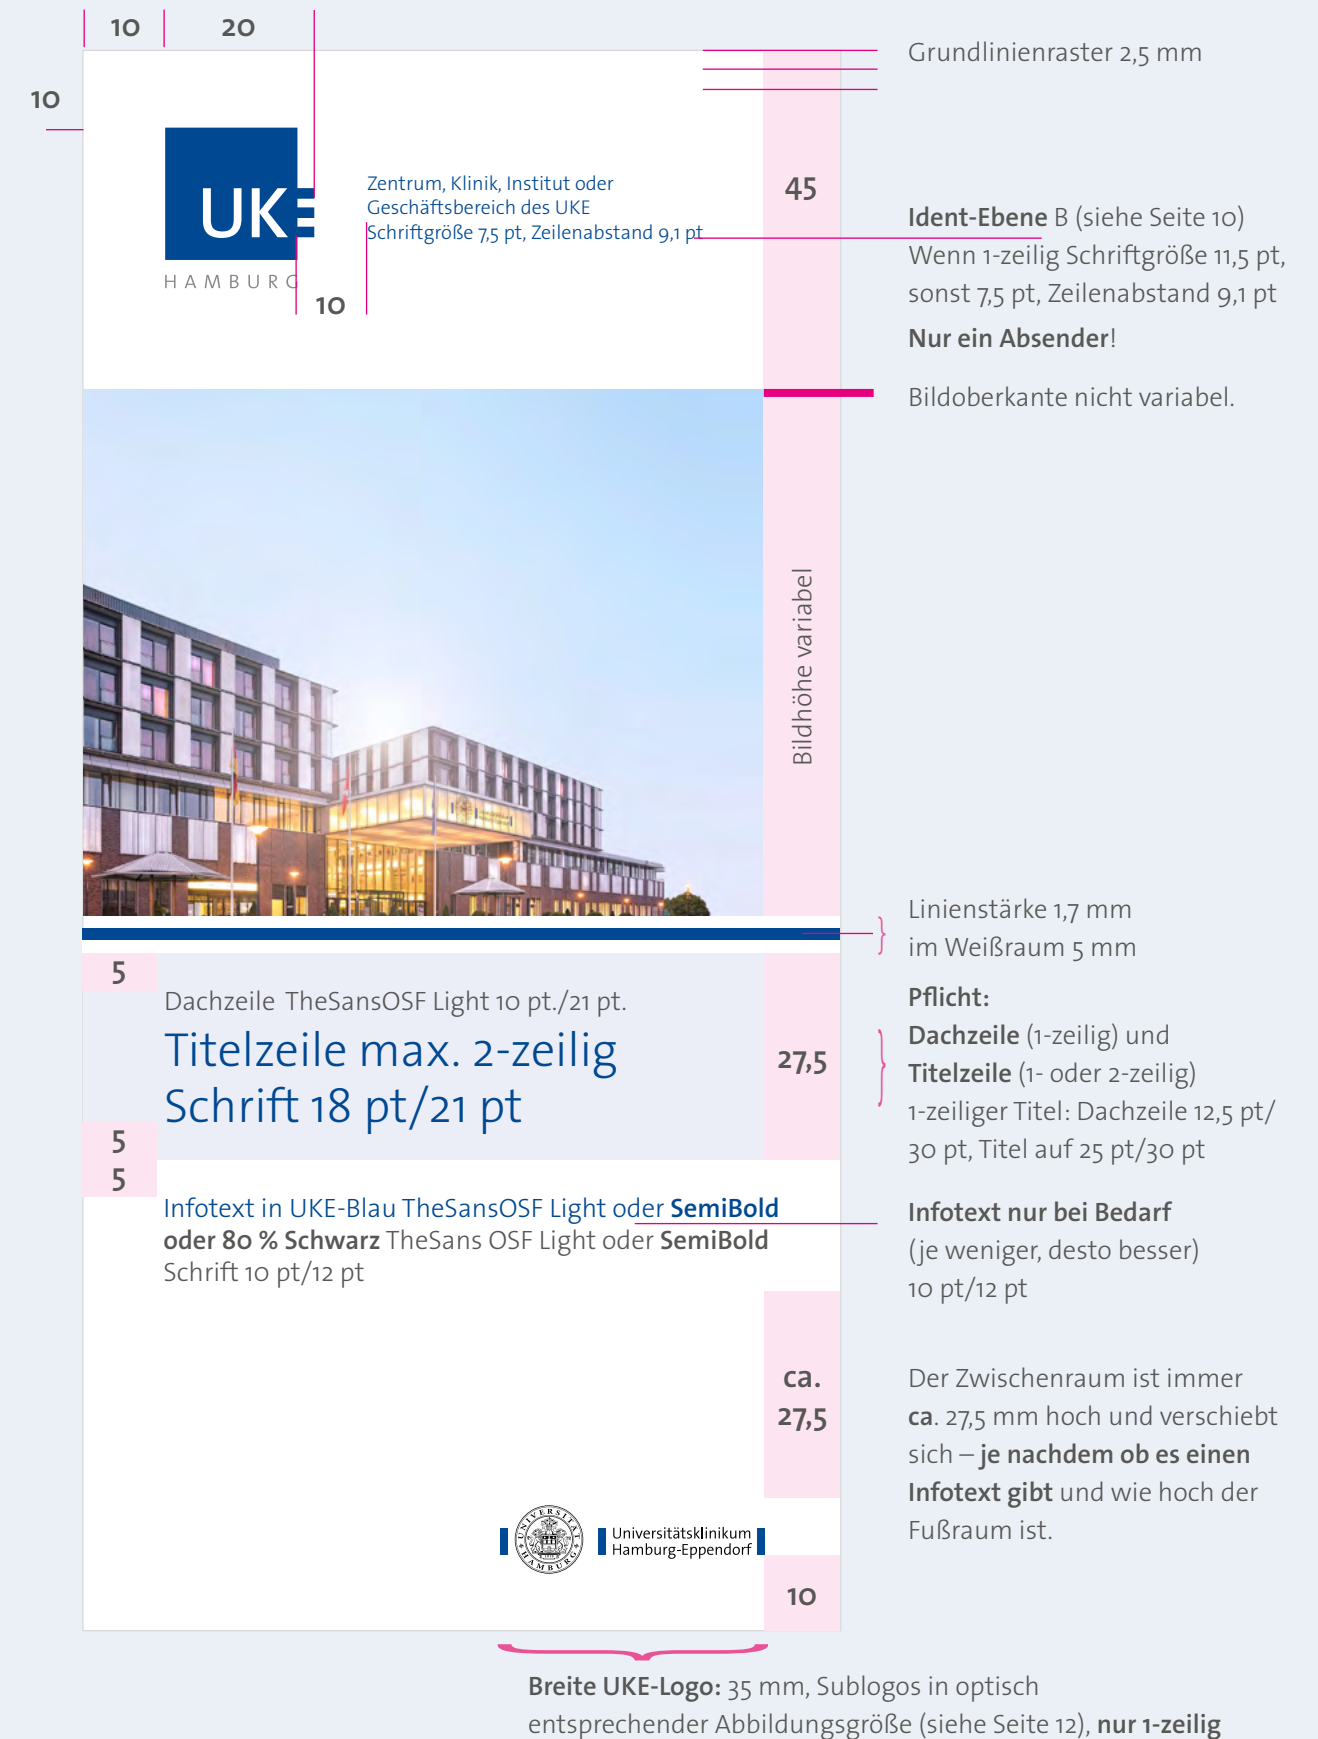 10
20
Grundlinienraster 2,5 mm
10
UKE
HAMBURG
Zentrum, Klinik, Institut oder
Geschäftsbereich des UKE
Schriftgröße 7,5 pt, Zeilenabstand 9,1 pt
10
45
Ident-Ebene B (siehe Seite 10)
Wenn 1-zeilig Schriftgröße 11,5 pt,
sonst 7,5 pt, Zeilenabstand 9,1 pt
Nur ein Absender!
Bildoberkante nicht variabel.
Bildhöhe variabel
Linienstärke 1,7 mm
im Weißraum 5 mm
5
Dachzeile TheSansOSF Light 10 pt./21 pt.
Titelzeile max. 2-zeilig
Schrift 18 pt/21 pt
27,5
Pflicht:
Dachzeile (1-zeilig) und
Titelzeile (1- oder 2-zeilig)
1-zeiliger Titel: Dachzeile 12,5 pt/
30 pt, Titel auf 25 pt/30 pt
5
5
Infotext in UKE-Blau TheSansOSF Light oder SemiBold
oder 80 % Schwarz TheSans OSF Light oder SemiBold
Schrift 10 pt/12 pt
Infotext nur bei Bedarf
(je weniger, desto besser)
10 pt/12 pt
ca.
27,5
Der Zwischenraum ist immer
ca. 27,5 mm hoch und verschiebt
sich – je nachdem ob es einen
Infotext gibt und wie hoch der
Fußraum ist.
UNIVERSITÄT HAMBURG
Universitätsklinikum
Hamburg-Eppendorf
10
Breite UKE-Logo: 35 mm, Sublogos in optisch
entsprechender Abbildungsgröße (siehe Seite 12), nur 1-zeilig